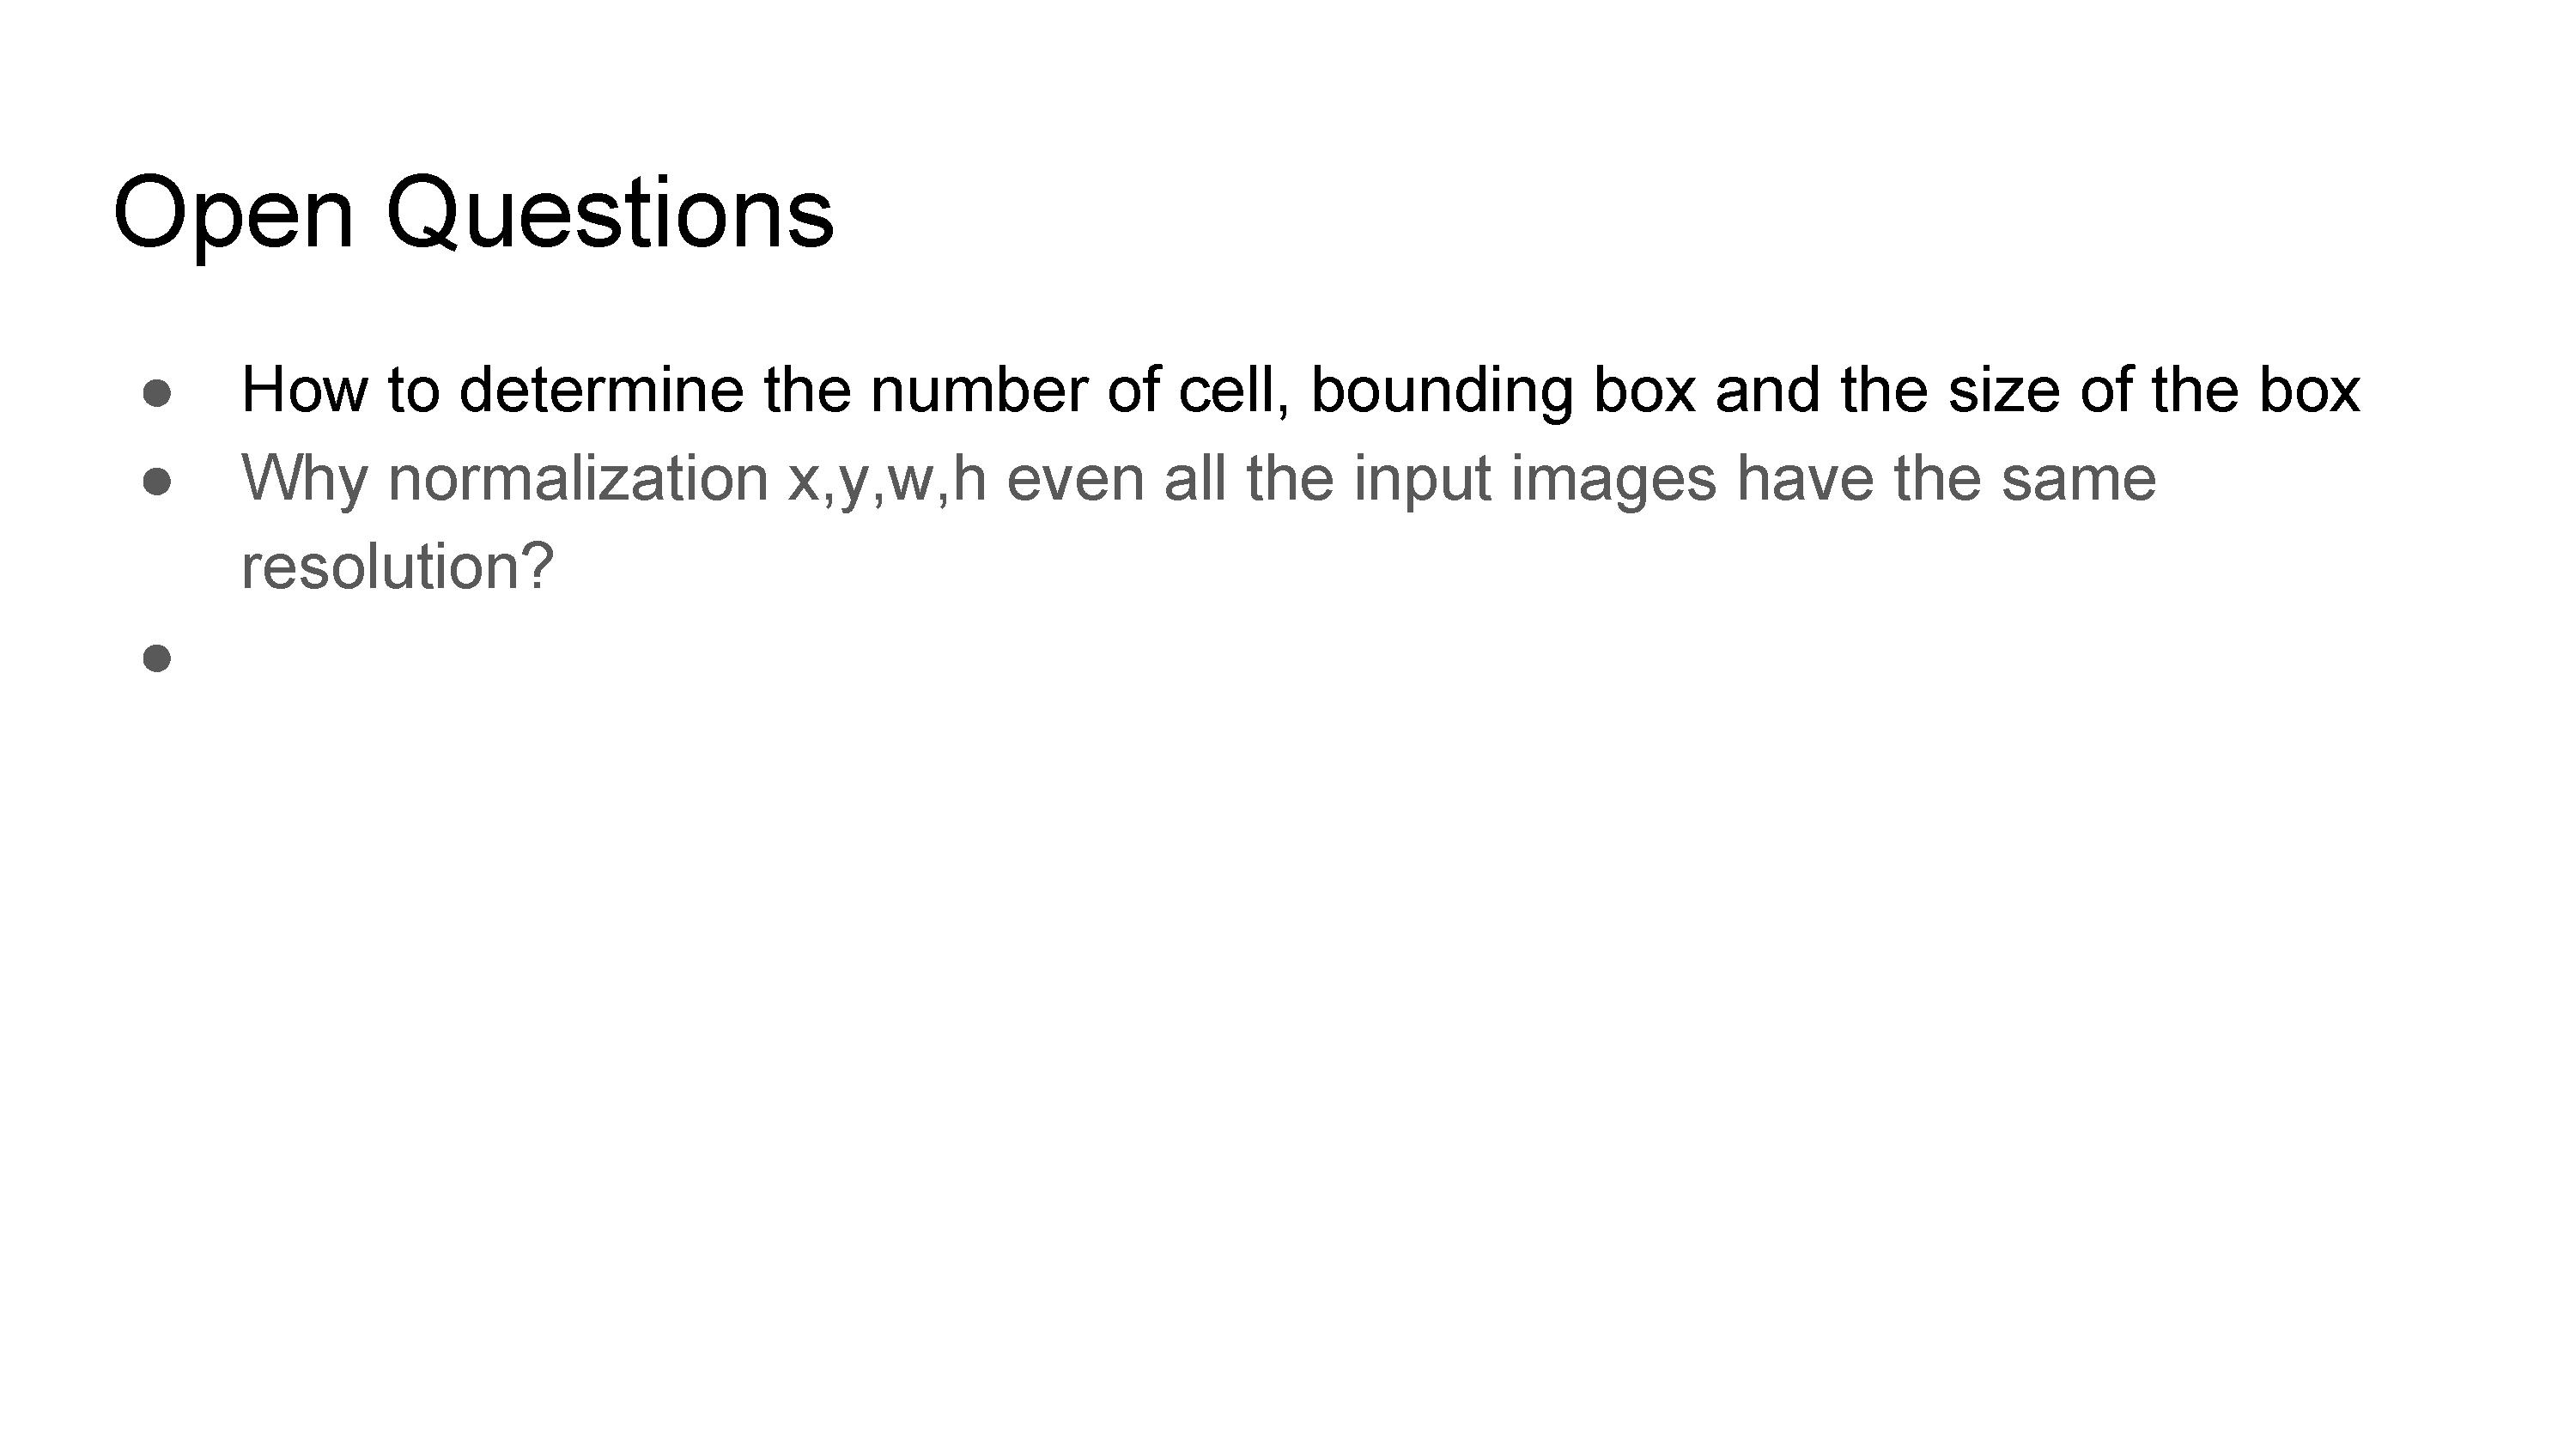 Open Questions
● How to determine the number of cell, bounding box and the size of the box
● Why normalization x,y,w,h even all the input images have the same
resolution?
●